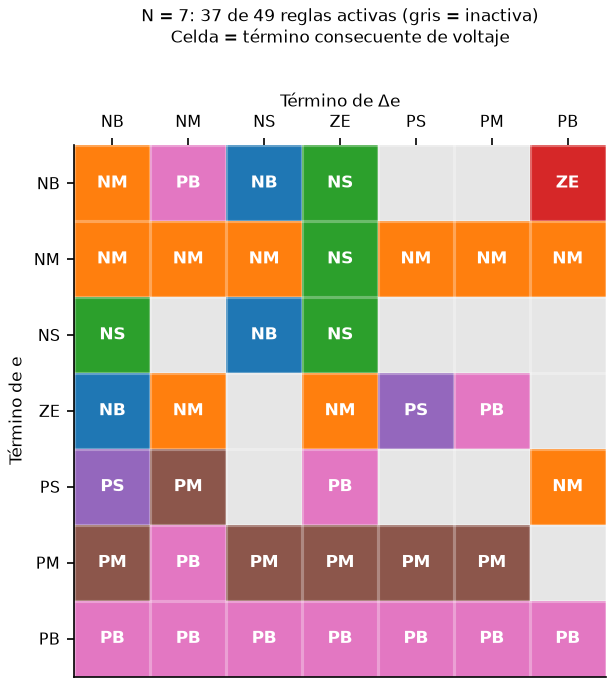 N = 7: 37 de 49 reglas activas (gris = inactiva)
Celda = término consecuente de voltaje
Término de Δe
NB NM NS ZE PS PM PB
Término de e
NB NM PB NB NS ZE
NM NM NM NM NS NM NM NM
NS NS NB NS
ZE NB NM NM PS PB
PS PS PM PB NM
PM PM PB PM PM PM PM
PB PB PB PB PB PB PB PB